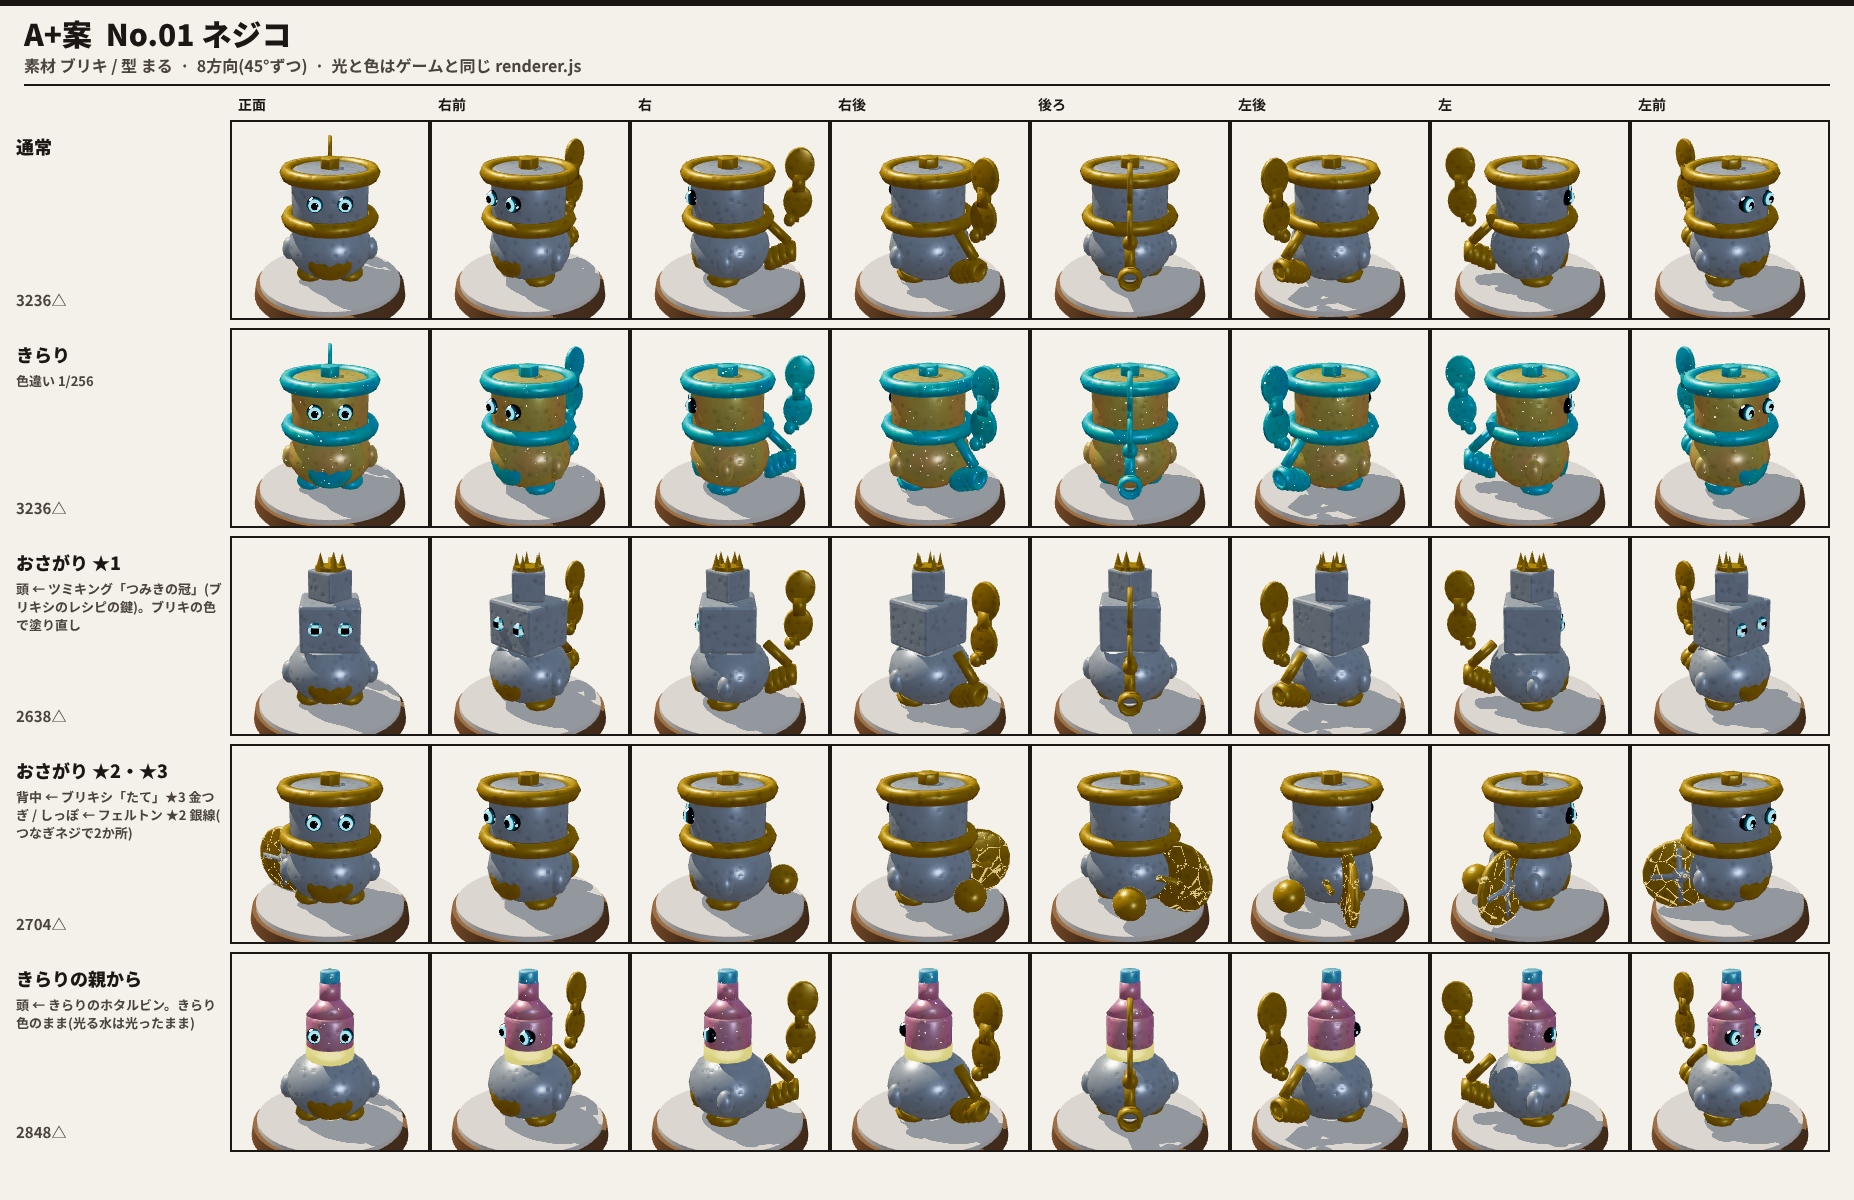 A+案 No.01 ネジコ
素材 ブリキ / 型 まる ・ 8方向(45°ずつ) ・ 光と色はゲームと同じ renderer.js
正面 右前 右 右後 後ろ 左後 左 左前
通常
3236△
きらり
色違い 1/256
3236△
おさがり ★1
頭 ← ツミキング「つみきの冠」(ブ
リキシのレシピの鍵)。ブリキの色
で塗り直し
2638△
おさがり ★2・★3
背中 ← ブリキシ「たて」★3 金つ
ぎ / しっぽ ← フェルトン ★2 銀線(
つなぎネジで2か所)
2704△
きらりの親から
頭 ← きらりのホタルビン。きらり
色のまま(光る水は光ったまま)
2848△